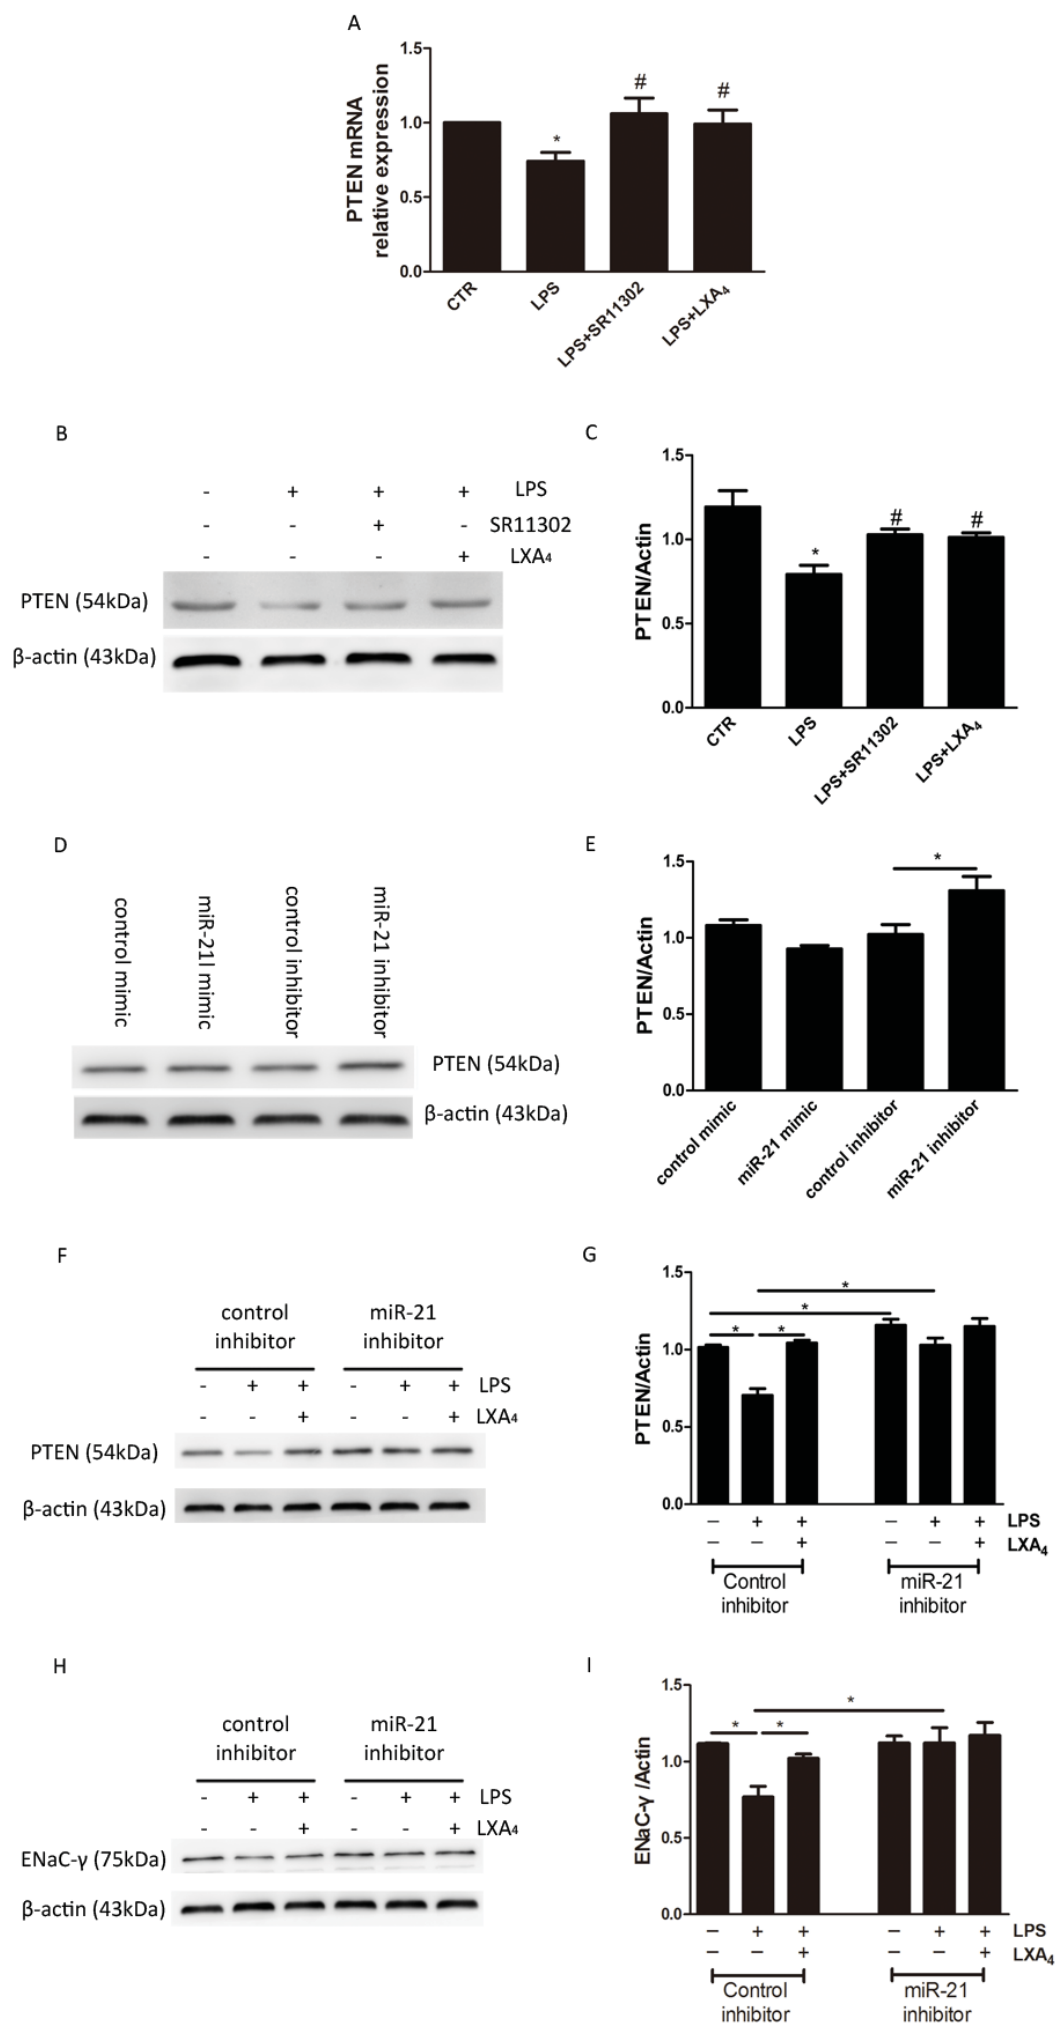 A
1.5
1.0
0.5
0.0
PTEN mRNA
relative expression
*
#
#
CTR
LPS
LPS+SR11302
LPS+LXA4
B
- + + + LPS
- - + - SR11302
- - - + LXA4
PTEN (54kDa)
β-actin (43kDa)
C
1.5
1.0
0.5
0.0
PTEN/Actin
*
#
#
CTR
LPS
LPS+SR11302
LPS+LXA4
D
control mimic
miR-21l mimic
control inhibitor
miR-21 inhibitor
PTEN (54kDa)
β-actin (43kDa)
E
1.5
1.0
0.5
0.0
PTEN/Actin
*
control mimic
miR-21 mimic
control inhibitor
miR-21 inhibitor
F
control
inhibitor
miR-21
inhibitor
- + + - + + LPS
- - + - - + LXA4
PTEN (54kDa)
β-actin (43kDa)
G
1.5
1.0
0.5
0.0
PTEN/Actin
*
*
* *
− + + − + + LPS
− − + − − + LXA4
Control
inhibitor
miR-21
inhibitor
H
control
inhibitor
miR-21
inhibitor
- + + - + + LPS
- - + - - + LXA4
ENaC-γ (75kDa)
β-actin (43kDa)
I
1.5
1.0
0.5
0.0
ENaC-γ /Actin
*
* *
− + + − + + LPS
− − + − − + LXA4
Control
inhibitor
miR-21
inhibitor